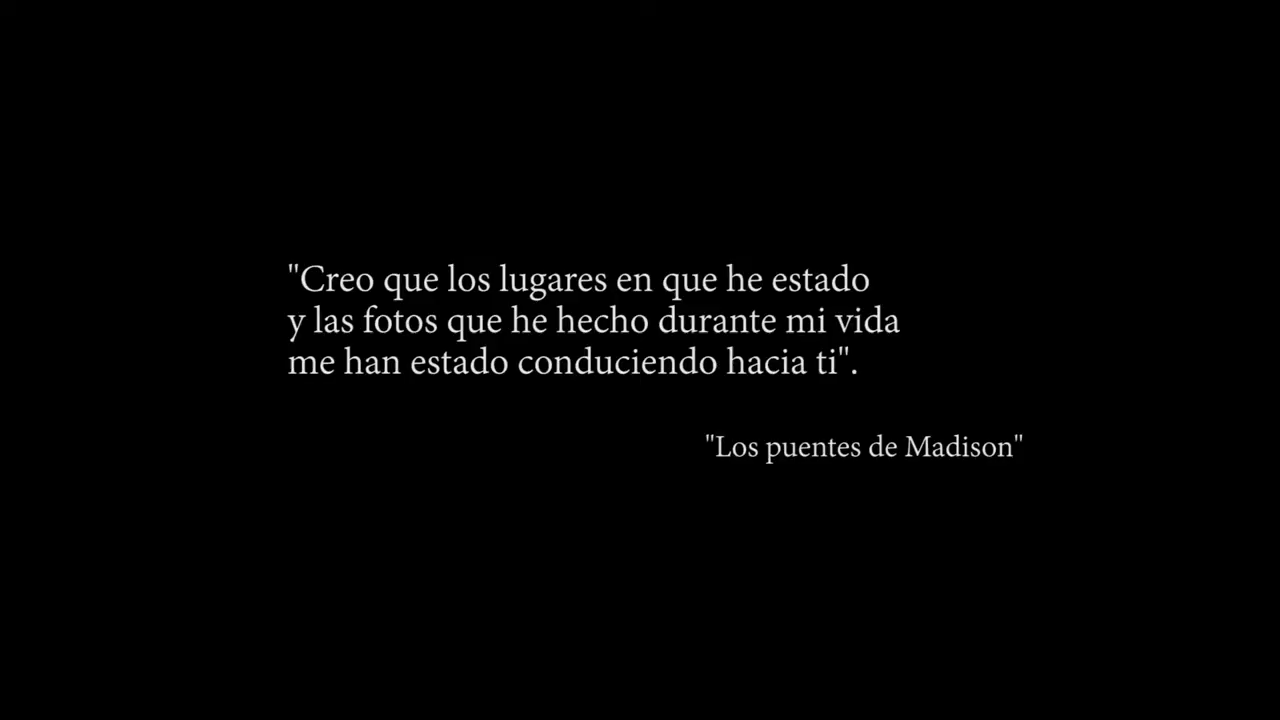 "Creo que los lugares en que he estado
y las fotos que he hecho durante mi vida
me han estado conduciendo hacia ti".
"Los puentes de Madison"